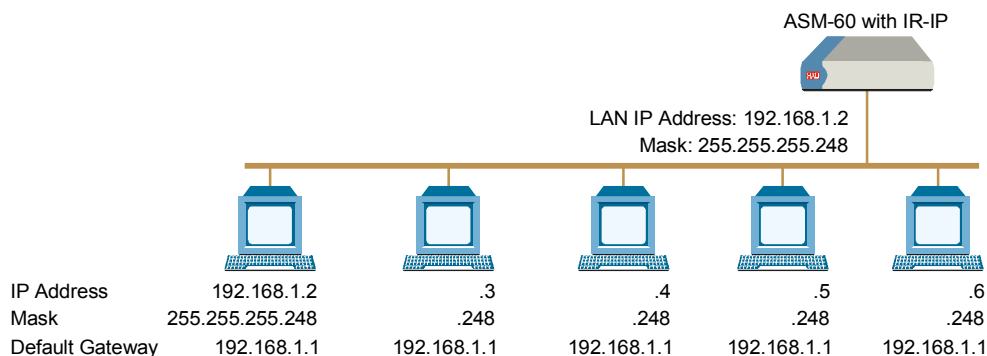 ASM-60 with IR-IP
RAD
LAN IP Address: 192.168.1.2
Mask: 255.255.255.248
IP Address 192.168.1.2 .3 .4 .5 .6
Mask 255.255.255.248 .248 .248 .248 .248
Default Gateway 192.168.1.1 192.168.1.1 192.168.1.1 192.168.1.1 192.168.1.1